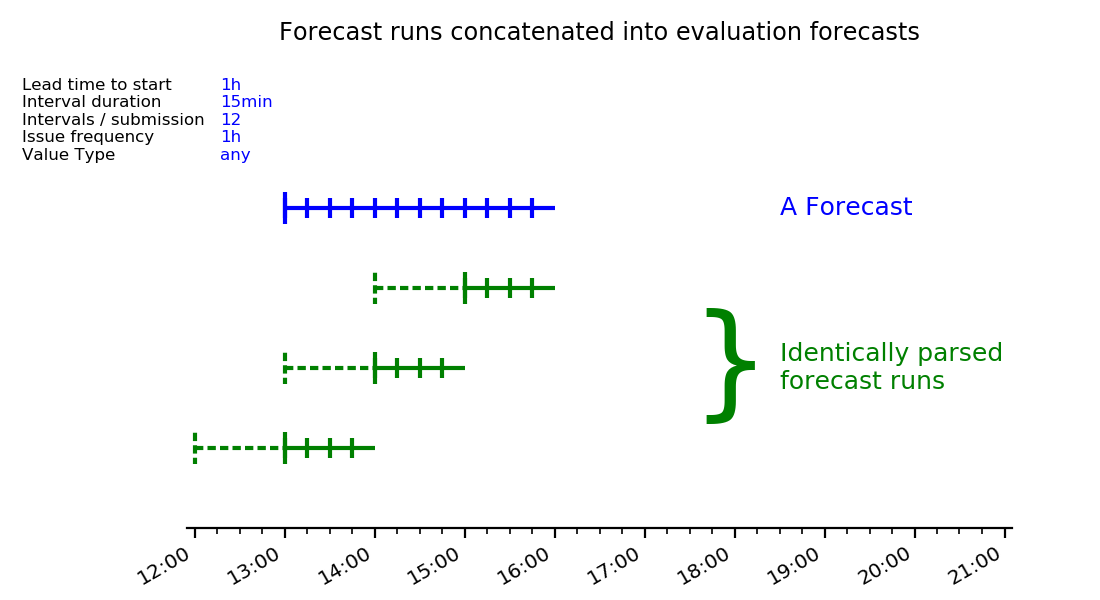 Forecast runs concatenated into evaluation forecasts
Lead time to start 1h
Interval duration 15min
Intervals / submission 12
Issue frequency 1h
Value Type any
A Forecast
}
Identically parsed
forecast runs
12:00 13:00 14:00 15:00 16:00 17:00 18:00 19:00 20:00 21:00